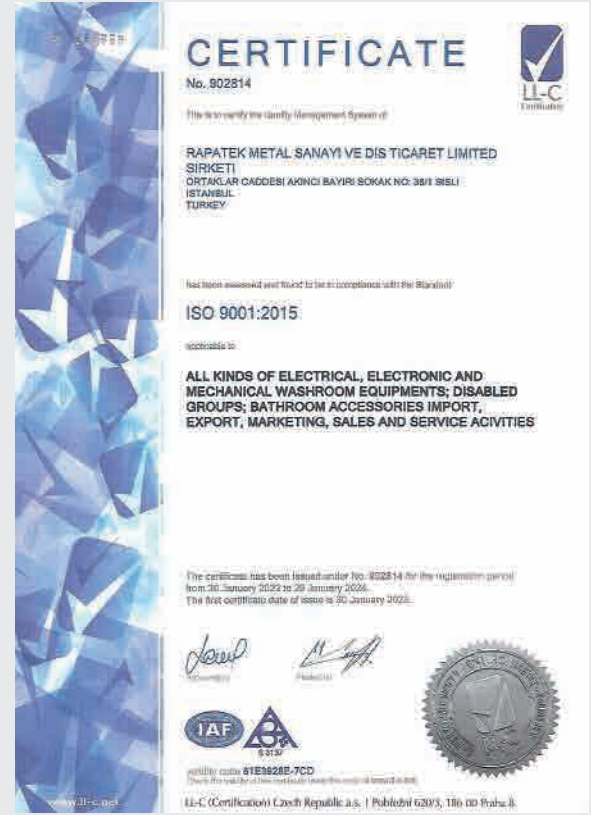 CERTIFICATE
No. 902814
LL-C
Certification
This is to certify the Quality Management System of:
RAPATEK METAL SANAYI VE DIS TICARET LIMITED
SIRKETI
ORTAKLAR CADDESI AKINCI BAYIRI SOKAK NO: 38/1 SISLI
ISTANBUL
TURKEY
has been assessed and found to be in compliance with the Standard
ISO 9001:2015
applicable to
ALL KINDS OF ELECTRICAL, ELECTRONIC AND
MECHANICAL WASHROOM EQUIPMENTS; DISABLED
GROUPS; BATHROOM ACCESSORIES IMPORT,
EXPORT, MARKETING, SALES AND SERVICE ACIVITIES
The certificate has been issued under No. 902814 for the registration period
from 30 January 2023 to 29 January 2024.
The first certificate date of issue is 30 January 2023.
IAF
validity code 61E3928E-7CD
www.ll-c.net
LL-C (Certification) Czech Republic a.s. | Pobřežní 620/3, 186 00 Praha 8